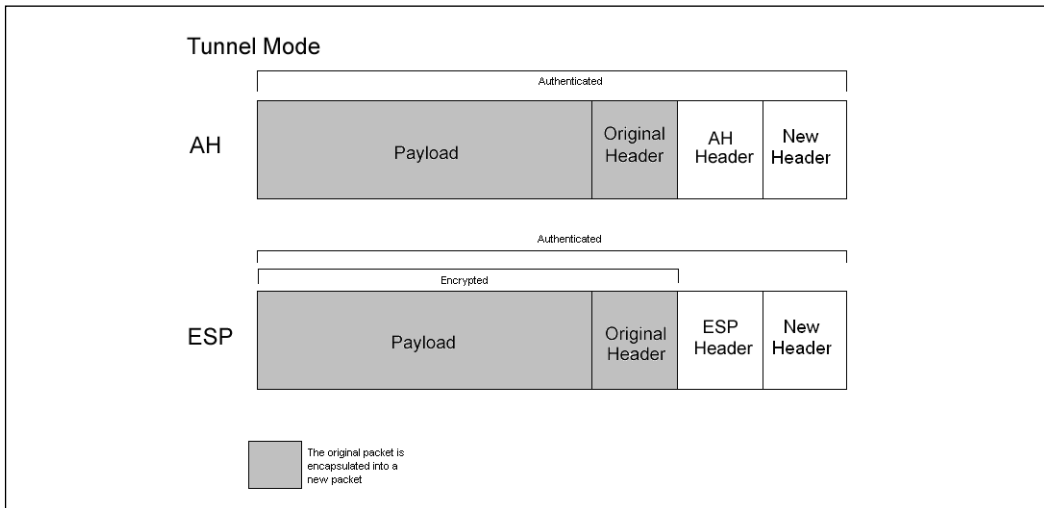 Tunnel Mode
Authenticated
AH
Payload
Original
Header
AH
Header
New
Header
Authenticated
Encrypted
ESP
Payload
Original
Header
ESP
Header
New
Header
The original packet is
encapsulated into a
new packet